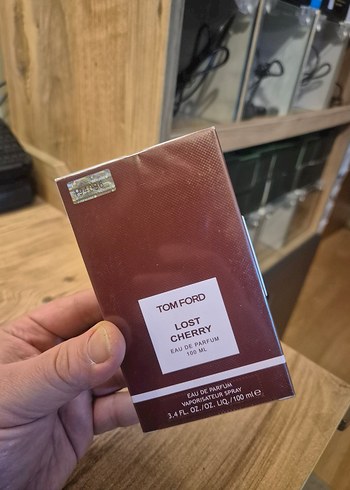 TOM FORD
LOST
CHERRY
EAU DE PARFUM
100 ML
EAU DE PARFUM
VAPORISATEUR SPRAY
3.4 FL. OZ./OZ. LIQ./100 ml ℮